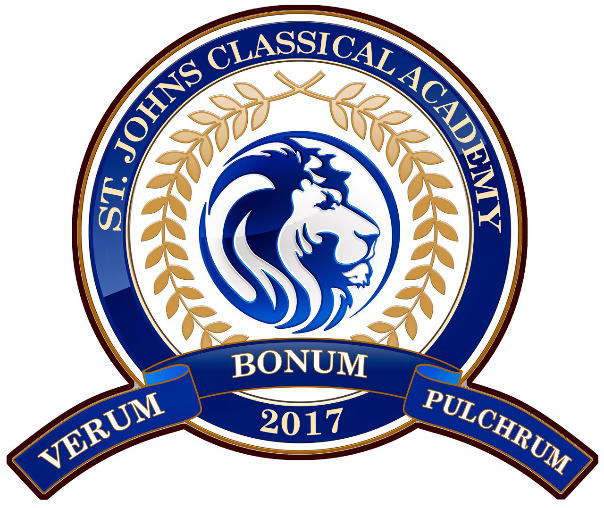 ST. JOHNS CLASSICAL ACADEMY
VERUM
BONUM
PULCHRUM
2017